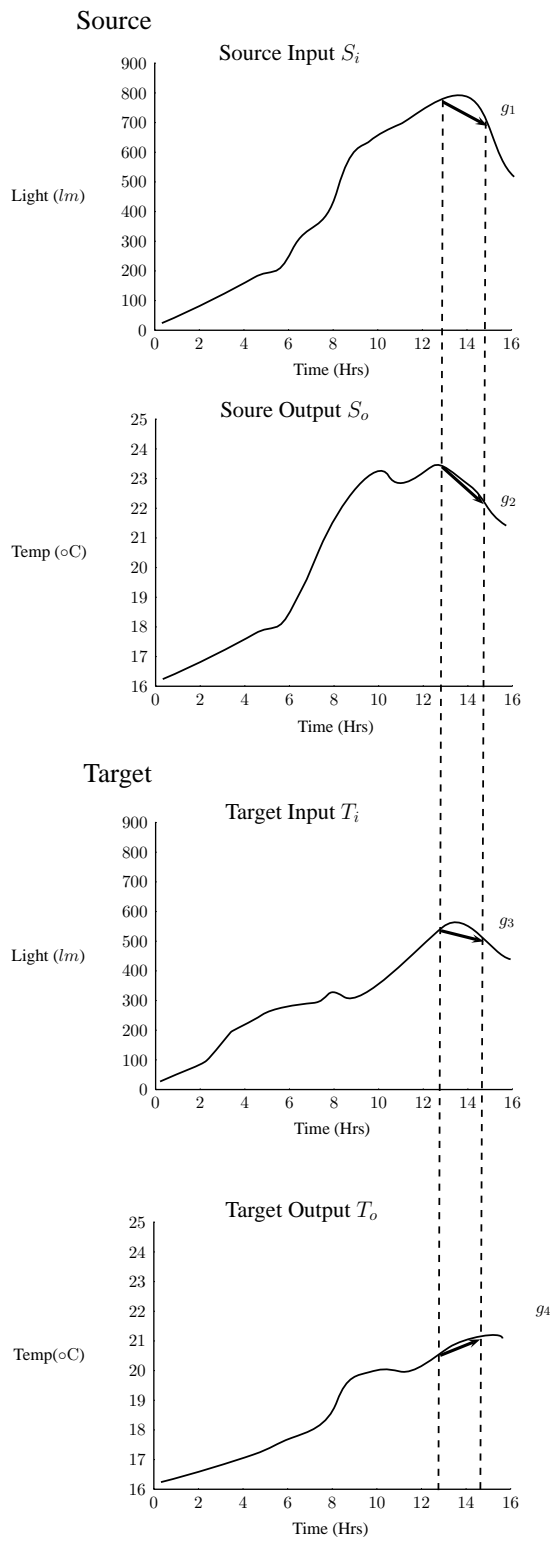 Source
Source Input S_i
900
800
700
600
500
400
300
200
100
0
Light (lm)
g_1
0 2 4 6 8 10 12 14 16
Time (Hrs)
Soure Output S_o
25
24
23
22
21
20
19
18
17
16
Temp (∘C)
g_2
0 2 4 6 8 10 12 14 16
Time (Hrs)
Target
Target Input T_i
900
800
700
600
500
400
300
200
100
0
Light (lm)
g_3
0 2 4 6 8 10 12 14 16
Time (Hrs)
Target Output T_o
25
24
23
22
21
20
19
18
17
16
Temp(∘C)
g_4
0 2 4 6 8 10 12 14 16
Time (Hrs)